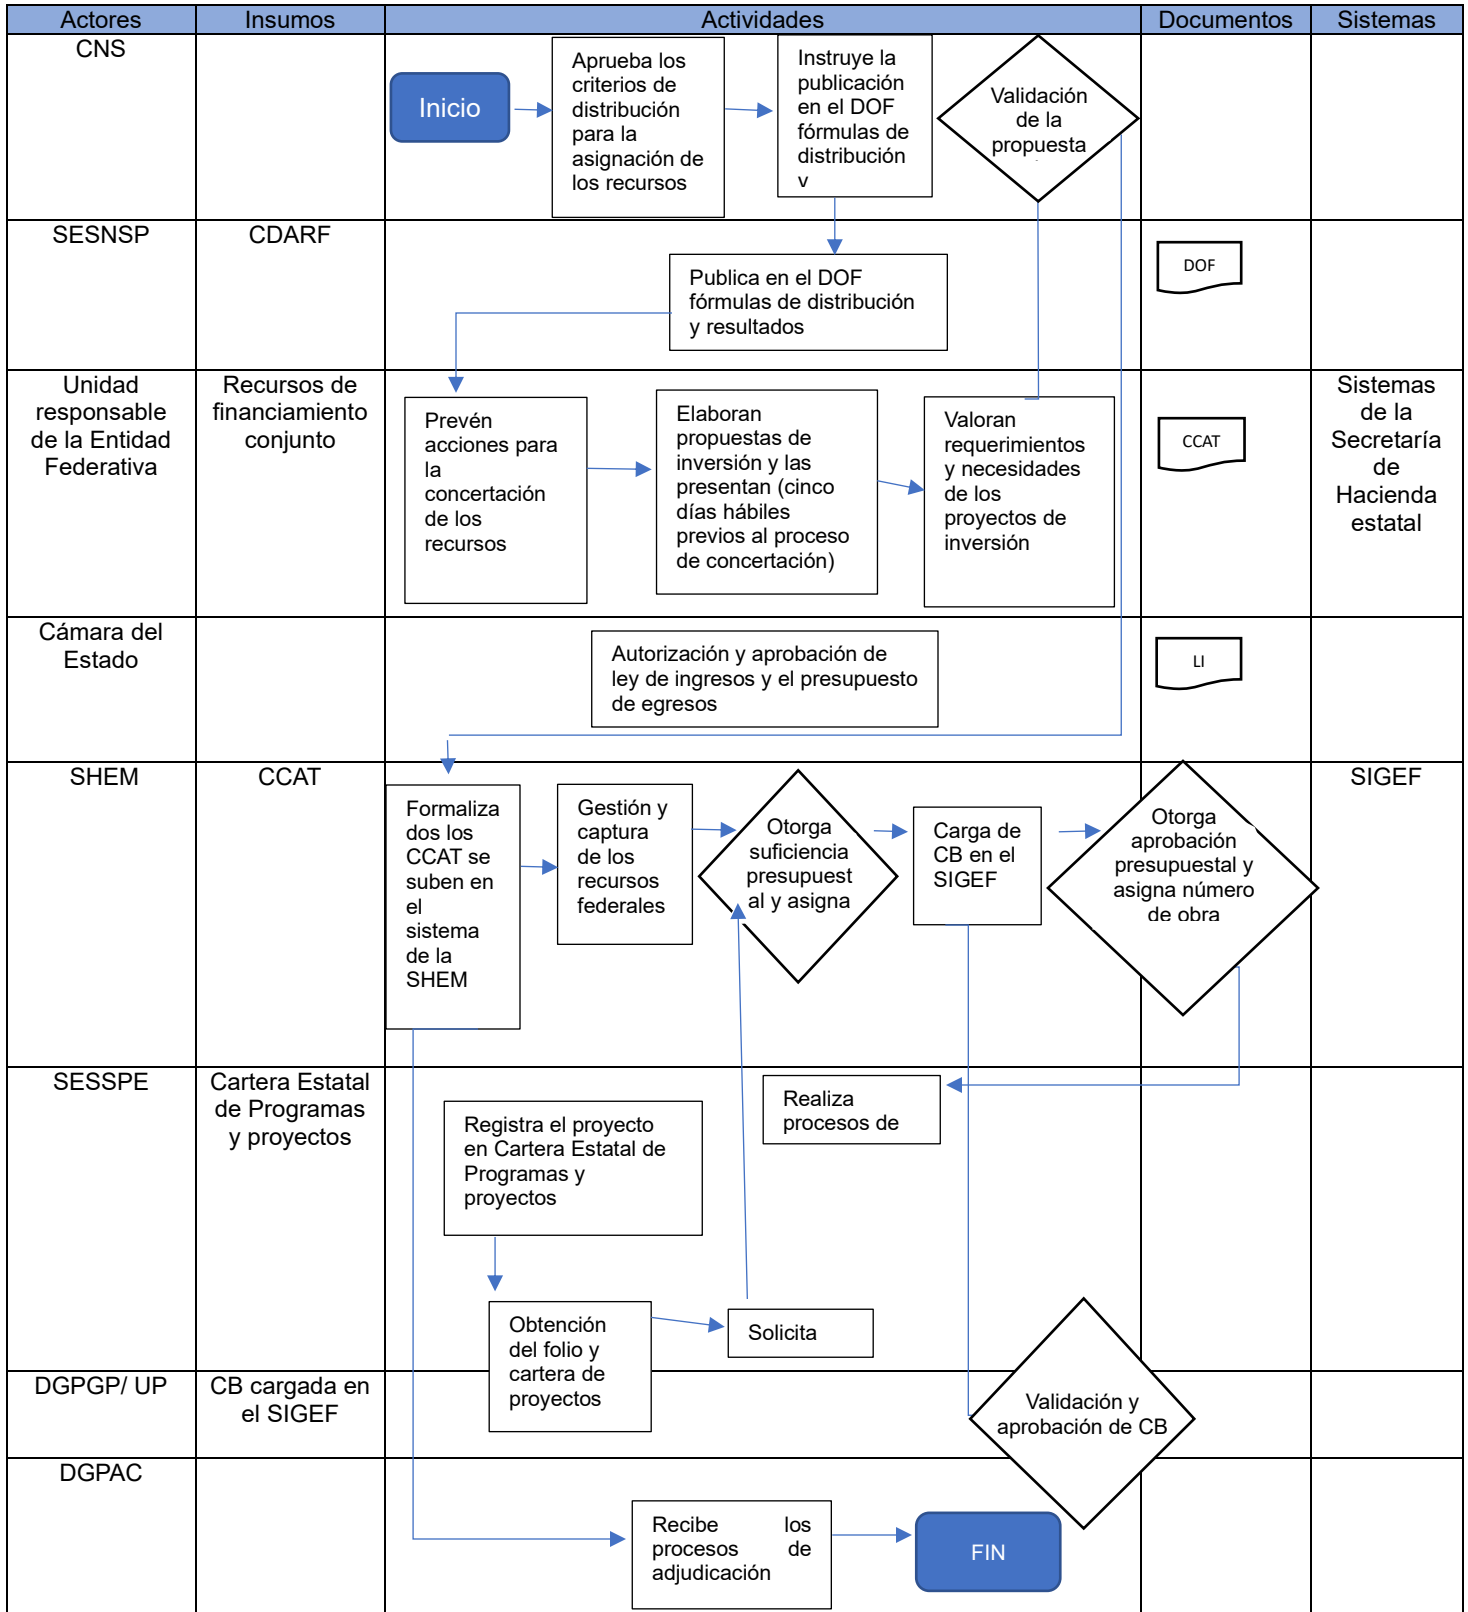 Actores
Insumos
Actividades
Documentos
Sistemas
CNS
Inicio
Aprueba los
criterios de
distribución
para la
asignación de
los recursos
Instruye la
publicación
en el DOF
fórmulas de
distribución
y
Validación
de la
propuesta
SESNSP
CDARF
Publica en el DOF
fórmulas de distribución
y resultados
DOF
Unidad
responsable
de la Entidad
Federativa
Recursos de
financiamiento
conjunto
Prevén
acciones para
la
concertación
de los
recursos
Elaboran
propuestas de
inversión y las
presentan (cinco
días hábiles
previos al proceso
de concertación)
Valoran
requerimientos
y necesidades
de los
proyectos de
inversión
CCAT
Sistemas
de la
Secretaría
de
Hacienda
estatal
Cámara del
Estado
Autorización y aprobación de
ley de ingresos y el presupuesto
de egresos
LI
SHEM
CCAT
Formaliza
dos los
CCAT se
suben en
el
sistema
de la
SHEM
Gestión y
captura
de los
recursos
federales
Otorga
suficiencia
presupuest
al y asigna
Carga de
CB en el
SIGEF
Otorga
aprobación
presupuestal y
asigna número
de obra
SIGEF
SESSPE
Cartera Estatal
de Programas
y proyectos
Registra el proyecto
en Cartera Estatal de
Programas y
proyectos
Realiza
procesos de
Obtención
del folio y
cartera de
proyectos
Solicita
DGPGP/ UP
CB cargada en
el SIGEF
Validación y
aprobación de CB
DGPAC
Recibe los
procesos de
adjudicación
FIN